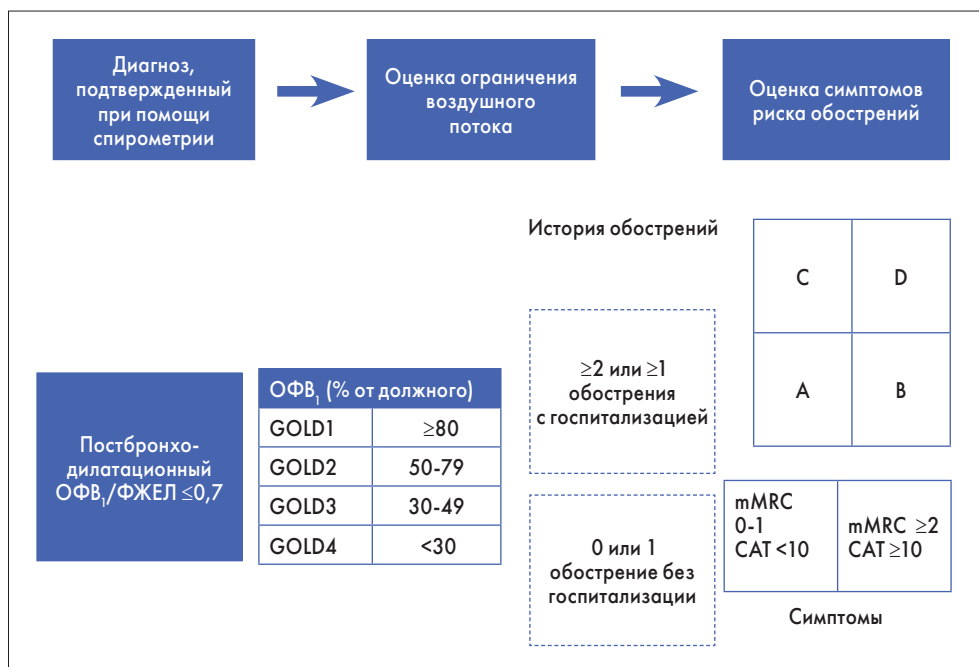 Диагноз,
подтвержденный
при помощи
спирометрии
Оценка ограничения
воздушного
потока
Оценка симптомов
риска обострений
История обострений
C
D
A
B
≥2 или ≥1
обострения
с госпитализацией
Постбронхо-
дилатационный
ОФВ₁/ФЖЕЛ ≤0,7
ОФВ₁ (% от должного)
GOLD1 ≥80
GOLD2 50-79
GOLD3 30-49
GOLD4 <30
0 или 1
обострение без
госпитализации
mMRC
0-1
CAT <10
mMRC ≥2
CAT ≥10
Симптомы